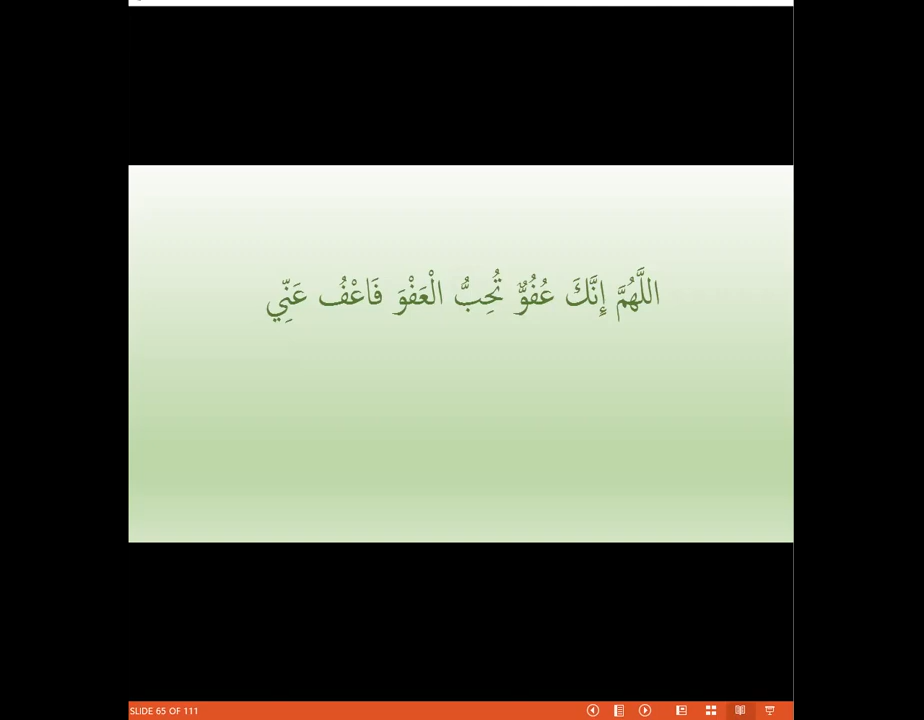 اللَّهُمَّ إِنَّكَ عُفُوٌّ تُحِبُّ الْعَفْوَ فَاعْفُ عَنِّي
SLIDE 65 OF 111